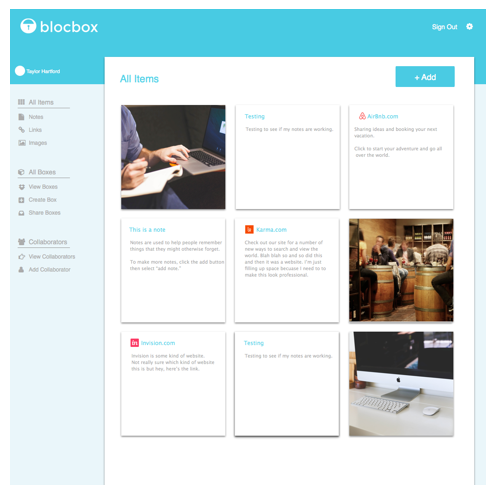 blocbox
Sign Out
Taylor Hartford
All Items
Notes
Links
Images
All Boxes
View Boxes
Create Box
Share Boxes
Collaborators
View Collaborators
Add Collaborator
All Items
+ Add
Testing
Testing to see if my notes are working.
AirBnb.com
Sharing ideas and booking your next
vacation.
Click to start your adventure and go all
over the world.
This is a note
Notes are used to help people remember
things that they might otherwise forget.
To make more notes, click the add button
then select "add note."
Karma.com
Check out our site for a number of
new ways to search and view the
world. Blah blah so and so did this
and then it was a website. I'm just
filling up space becuase I need to to
make this look professional.
in Invision.com
Invision is some kind of website.
Not really sure which kind of website
this is but hey, here's the link.
Testing
Testing to see if my notes are working.